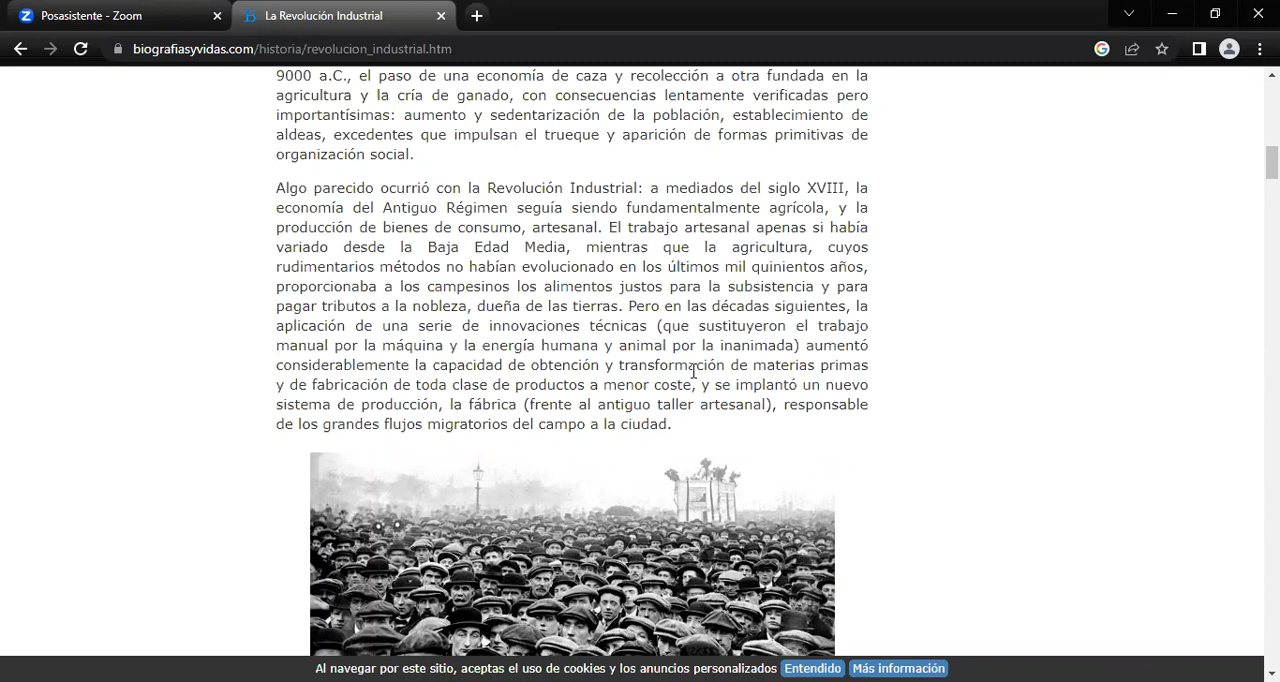 Posasistente - Zoom
La Revolución Industrial
biografiasyvidas.com/historia/revolucion_industrial.htm
9000 a.C., el paso de una economía de caza y recolección a otra fundada en la
agricultura y la cría de ganado, con consecuencias lentamente verificadas pero
importantísimas: aumento y sedentarización de la población, establecimiento de
aldeas, excedentes que impulsan el trueque y aparición de formas primitivas de
organización social.
Algo parecido ocurrió con la Revolución Industrial: a mediados del siglo XVIII, la
economía del Antiguo Régimen seguía siendo fundamentalmente agrícola, y la
producción de bienes de consumo, artesanal. El trabajo artesanal apenas si había
variado desde la Baja Edad Media, mientras que la agricultura, cuyos
rudimentarios métodos no habían evolucionado en los últimos mil quinientos años,
proporcionaba a los campesinos los alimentos justos para la subsistencia y para
pagar tributos a la nobleza, dueña de las tierras. Pero en las décadas siguientes, la
aplicación de una serie de innovaciones técnicas (que sustituyeron el trabajo
manual por la máquina y la energía humana y animal por la inanimada) aumentó
considerablemente la capacidad de obtención y transformación de materias primas
y de fabricación de toda clase de productos a menor coste, y se implantó un nuevo
sistema de producción, la fábrica (frente al antiguo taller artesanal), responsable
de los grandes flujos migratorios del campo a la ciudad.
Al navegar por este sitio, aceptas el uso de cookies y los anuncios personalizados Entendido Más información